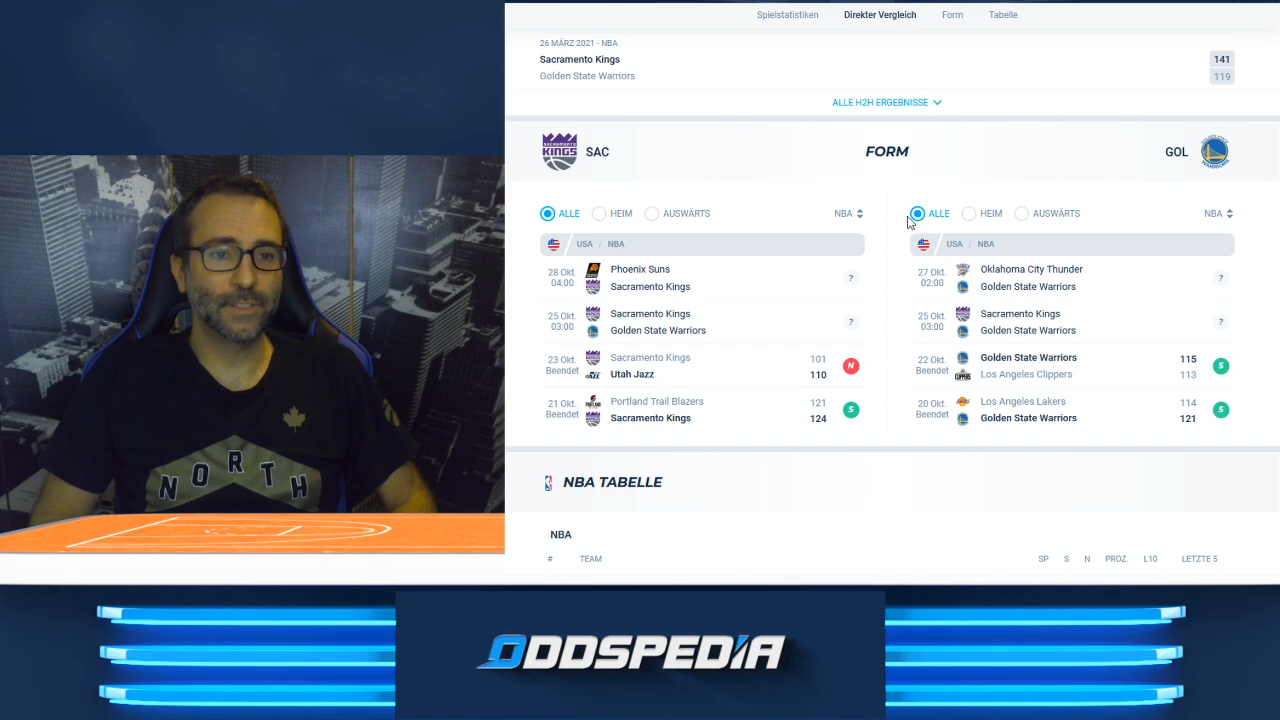 Spielstatistiken Direkter Vergleich Form Tabelle
26 MÄRZ 2021 - NBA
Sacramento Kings 141
Golden State Warriors 119
ALLE H2H ERGEBNISSE
SAC FORM GOL
ALLE HEIM AUSWÄRTS NBA
USA / NBA
28 Okt. 04:00 Phoenix Suns Sacramento Kings ?
25 Okt. 03:00 Sacramento Kings Golden State Warriors ?
23 Okt. Beendet Sacramento Kings 101 Utah Jazz 110 N
21 Okt. Beendet Portland Trail Blazers 121 Sacramento Kings 124 S
ALLE HEIM AUSWÄRTS NBA
USA / NBA
27 Okt. 02:00 Oklahoma City Thunder Golden State Warriors ?
25 Okt. 03:00 Sacramento Kings Golden State Warriors ?
22 Okt. Beendet Golden State Warriors 115 Los Angeles Clippers 113 S
20 Okt. Beendet Los Angeles Lakers 114 Golden State Warriors 121 S
NBA TABELLE
NBA
# TEAM SP S N PROZ. L10 LETZTE 5
NORTH
ODDSPEDIA